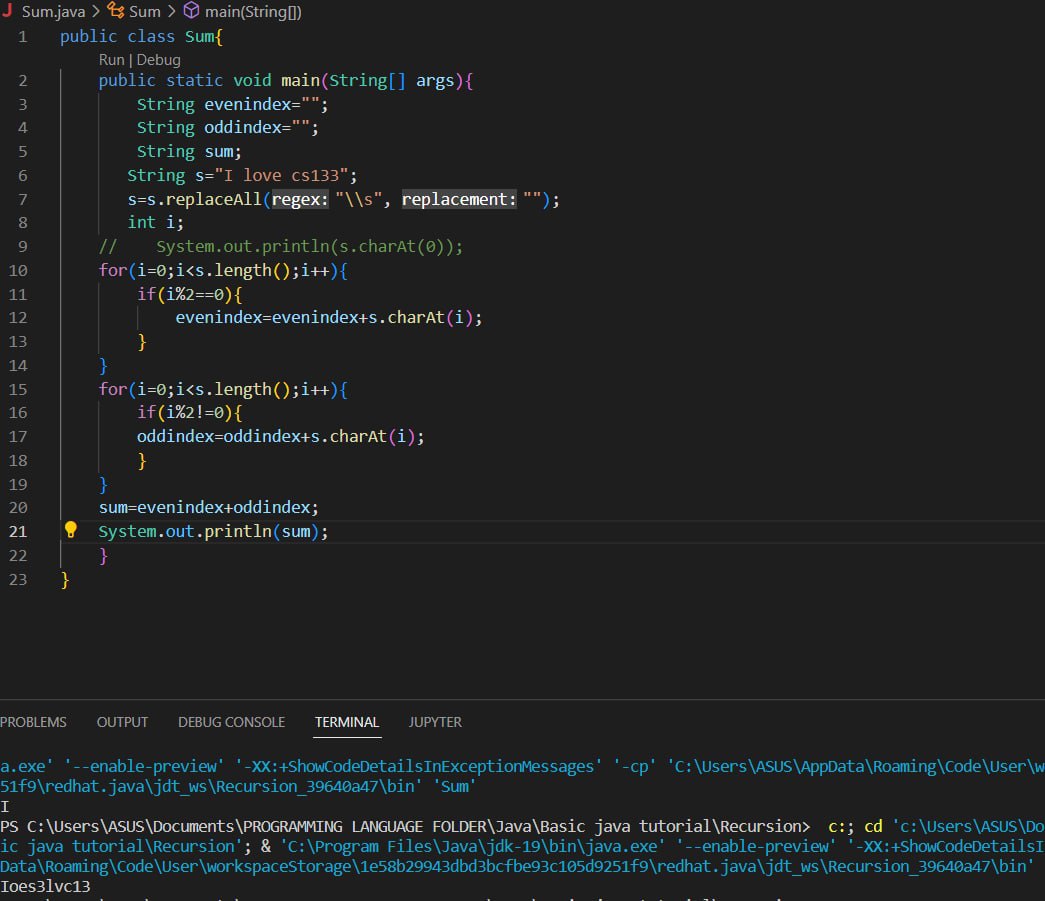 Sum.java > Sum > main(String[])
1 public class Sum{
Run | Debug
2 public static void main(String[] args){
3 String evenindex="";
4 String oddindex="";
5 String sum;
6 String s="I love cs133";
7 s=s.replaceAll(regex: "\\s", replacement: "");
8 int i;
9 // System.out.println(s.charAt(0));
10 for(i=0;i<s.length();i++){
11 if(i%2==0){
12 evenindex=evenindex+s.charAt(i);
13 }
14 }
15 for(i=0;i<s.length();i++){
16 if(i%2!=0){
17 oddindex=oddindex+s.charAt(i);
18 }
19 }
20 sum=evenindex+oddindex;
21 System.out.println(sum);
22 }
23 }
PROBLEMS OUTPUT DEBUG CONSOLE TERMINAL JUPYTER
a.exe' '--enable-preview' '-XX:+ShowCodeDetailsInExceptionMessages' '-cp' 'C:\Users\ASUS\AppData\Roaming\Code\User\w
51f9\redhat.java\jdt_ws\Recursion_39640a47\bin' 'Sum'
I
PS C:\Users\ASUS\Documents\PROGRAMMING LANGUAGE FOLDER\Java\Basic java tutorial\Recursion> c:; cd 'c:\Users\ASUS\Do
ic java tutorial\Recursion'; & 'C:\Program Files\Java\jdk-19\bin\java.exe' '--enable-preview' '-XX:+ShowCodeDetailsI
Data\Roaming\Code\User\workspaceStorage\1e58b29943dbd3bcfbe93c105d9251f9\redhat.java\jdt_ws\Recursion_39640a47\bin'
Ioes3lvc13